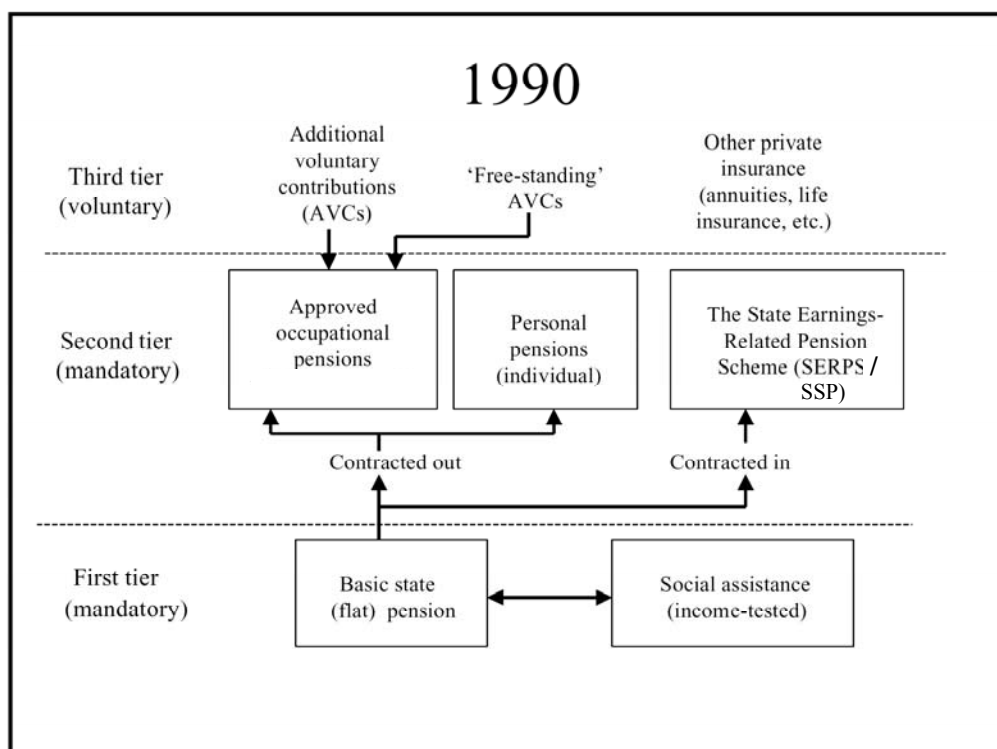 1990
Third tier
(voluntary)
Additional
voluntary
contributions
(AVCs)
‘Free-standing’
AVCs
Other private
insurance
(annuities, life
insurance, etc.)
Second tier
(mandatory)
Approved
occupational
pensions
Personal
pensions
(individual)
The State Earnings-
Related Pension
Scheme (SERPS /
SSP)
Contracted out
Contracted in
First tier
(mandatory)
Basic state
(flat) pension
Social assistance
(income-tested)